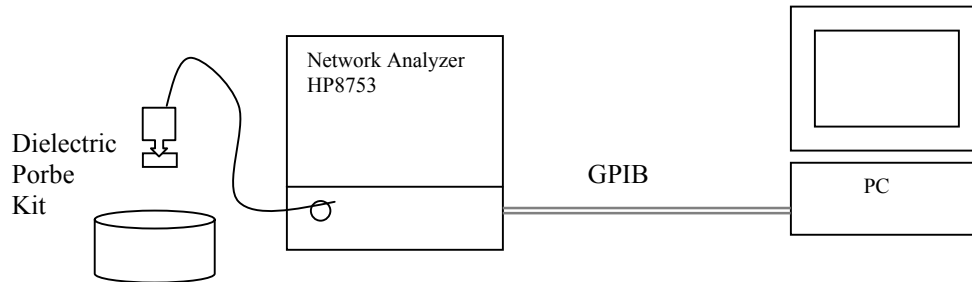 Network Analyzer
HP8753
Dielectric
Porbe
Kit
GPIB
PC